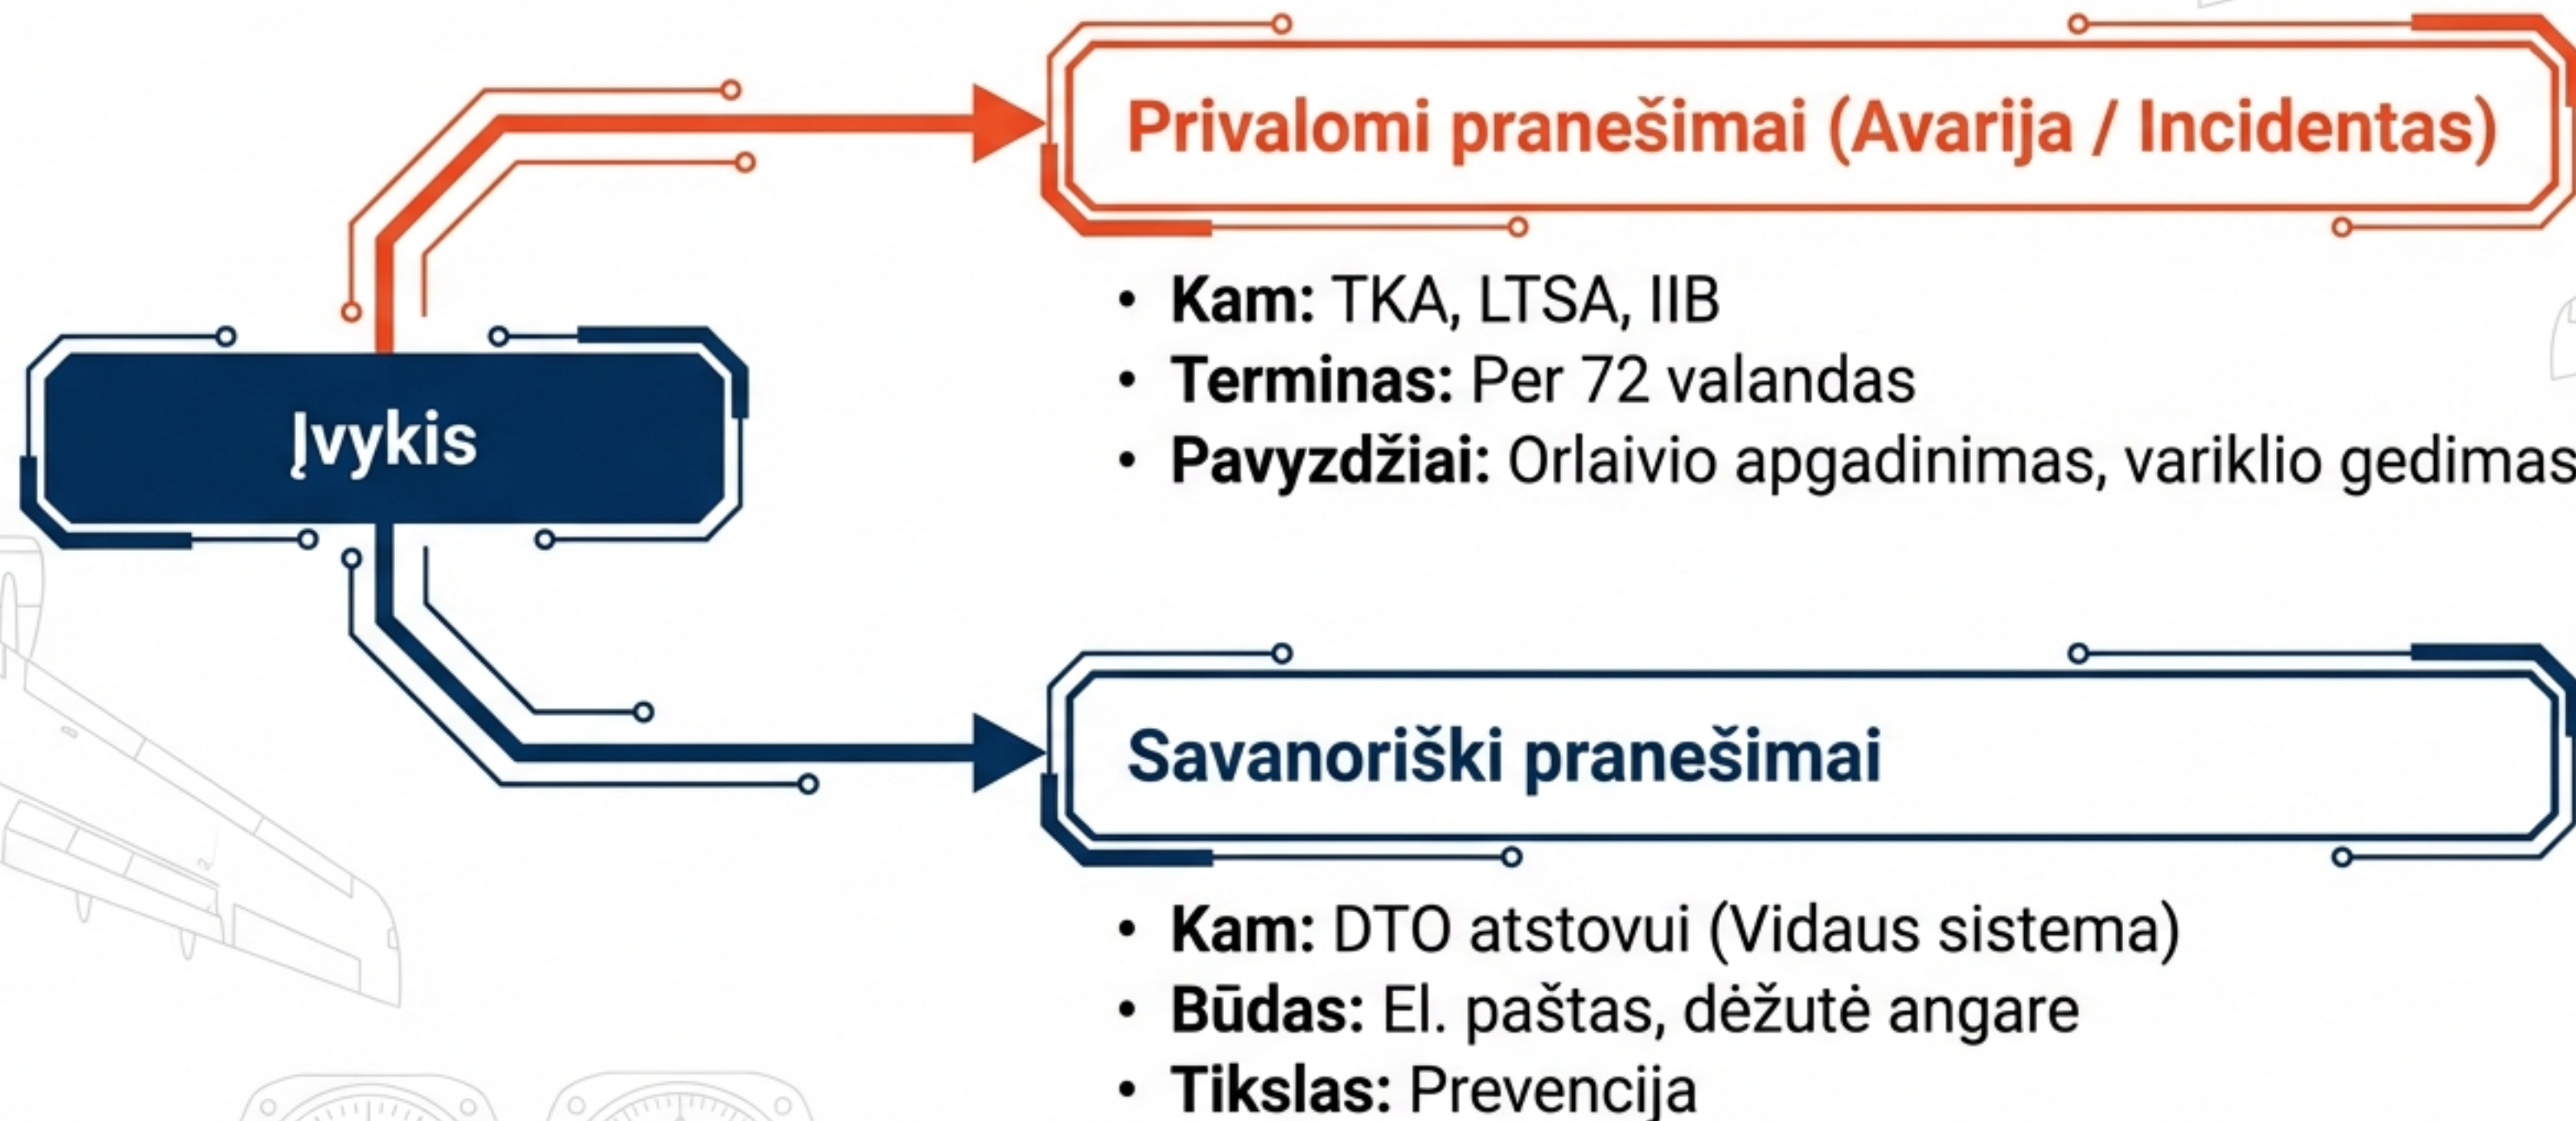 Privalomi pranešimai (Avarija / Incidentas)
• Kam: TKA, LTSA, IIB
• Terminas: Per 72 valandas
• Pavyzdžiai: Orlaivio apgadinimas, variklio gedimas
Įvykis
Savanoriški pranešimai
• Kam: DTO atstovui (Vidaus sistema)
• Būdas: El. paštas, dėžutė angare
• Tikslas: Prevencija